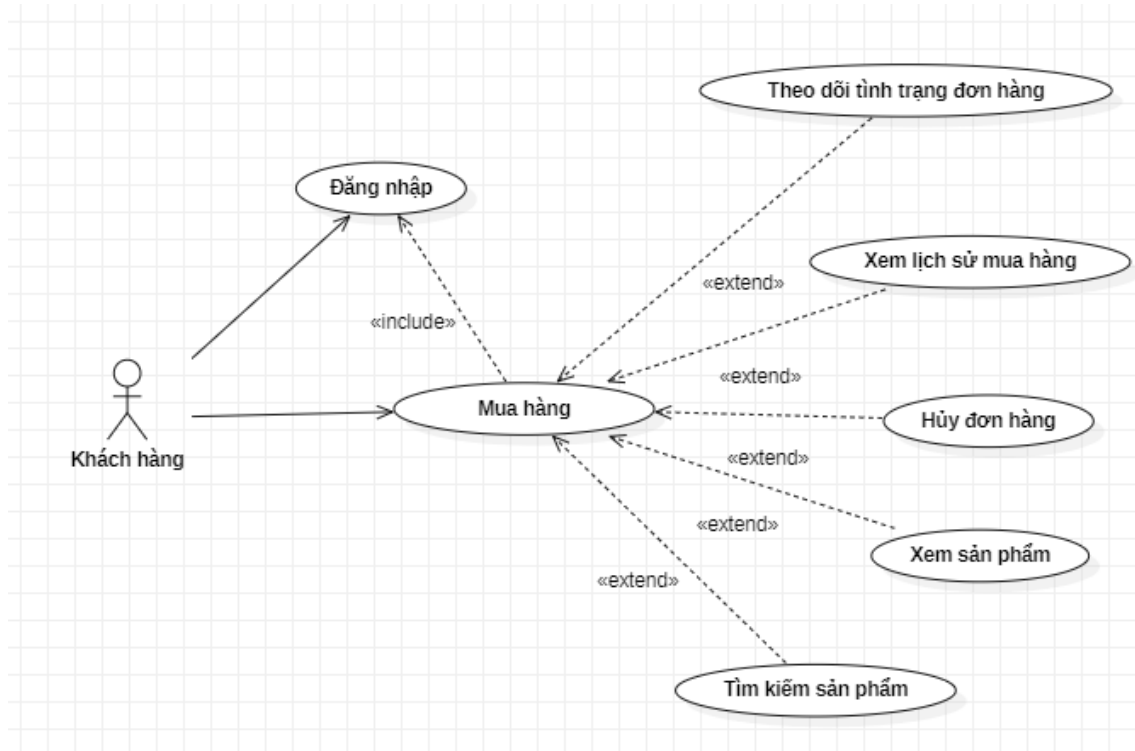 Theo dõi tình trạng đơn hàng
Đăng nhập
Xem lịch sử mua hàng
«extend»
«include»
«extend»
Mua hàng
Hủy đơn hàng
Khách hàng
«extend»
«extend»
Xem sản phẩm
«extend»
Tìm kiếm sản phẩm